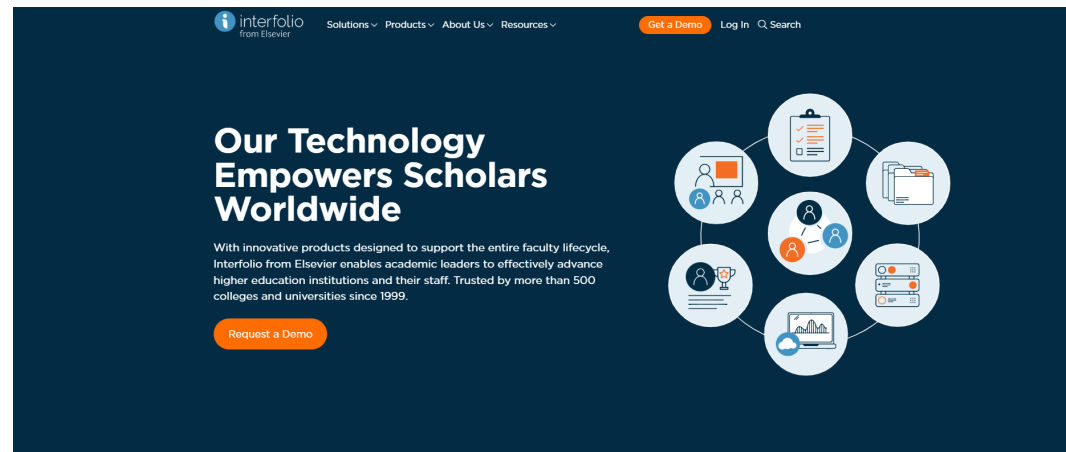 interfolio
from Elsevier
Solutions Products About Us Resources
Get a Demo Log In Search
Our Technology
Empowers Scholars
Worldwide
With innovative products designed to support the entire faculty lifecycle,
Interfolio from Elsevier enables academic leaders to effectively advance
higher education institutions and their staff. Trusted by more than 500
colleges and universities since 1999.
Request a Demo